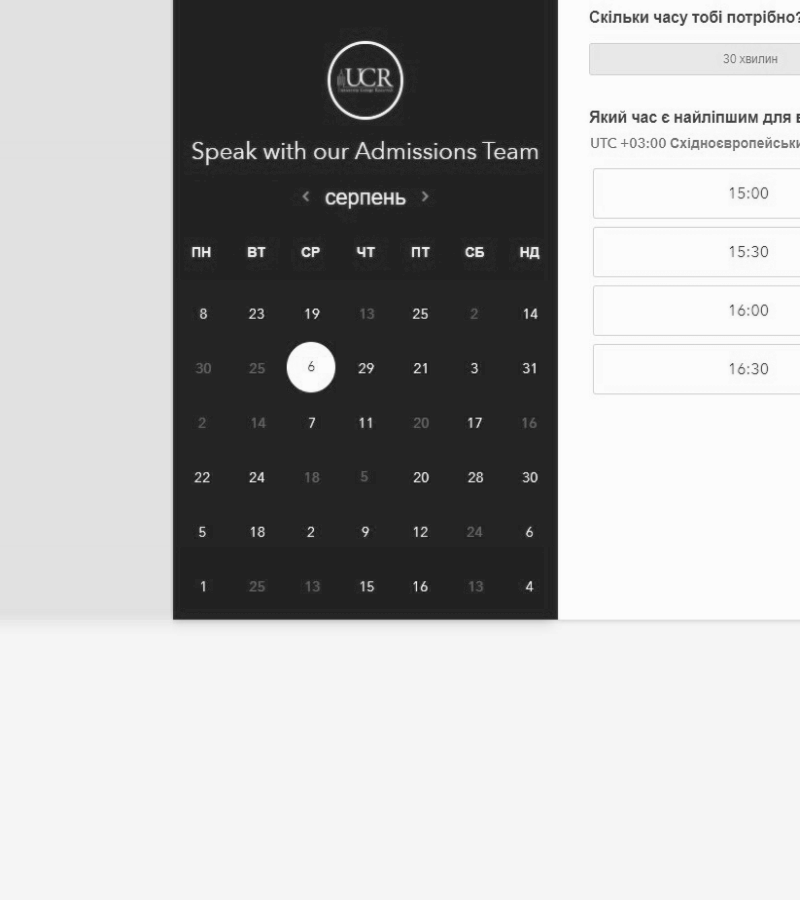 UCR
Speak with our Admissions Team
серпень
ПН ВТ СР ЧТ ПТ СБ НД
8 23 19 13 25 2 14
30 25 6 29 21 3 31
2 14 7 11 20 17 16
22 24 18 5 20 28 30
5 18 2 9 12 24 6
1 25 13 15 16 13 4
Скільки часу тобі потрібно?
30 хвилин
Який час є найліпшим для в
UTC +03:00 Східноєвропейськи
15:00
15:30
16:00
16:30